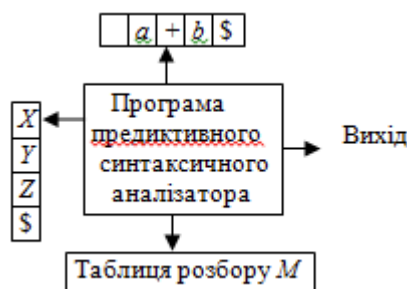 a + b $
Програма
предиктивного
синтаксичного
аналізатора
X
Y
Z
$
Вихід
Таблиця розбору M